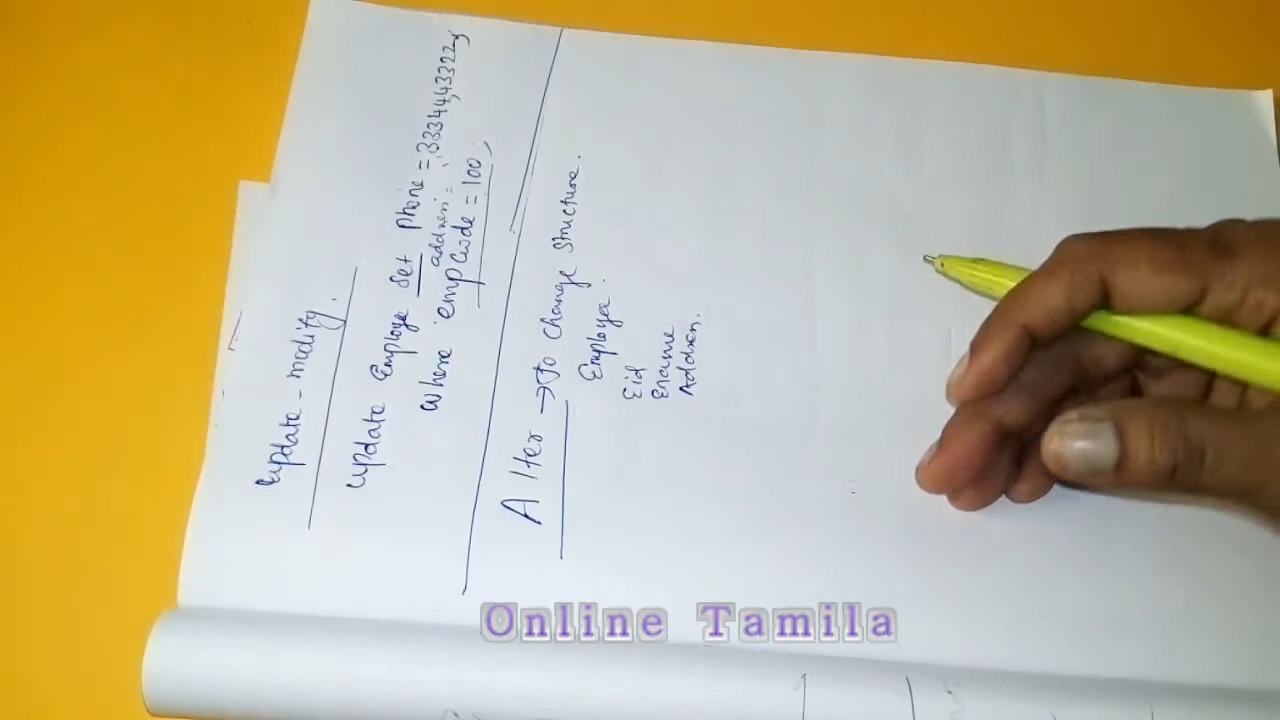 update - modify.
update Employe set phone = 3334443322,
address = '
where empcode = 100;
Alter → To change structure.
Employee.
Eid
Ename
Address.
Online Tamila